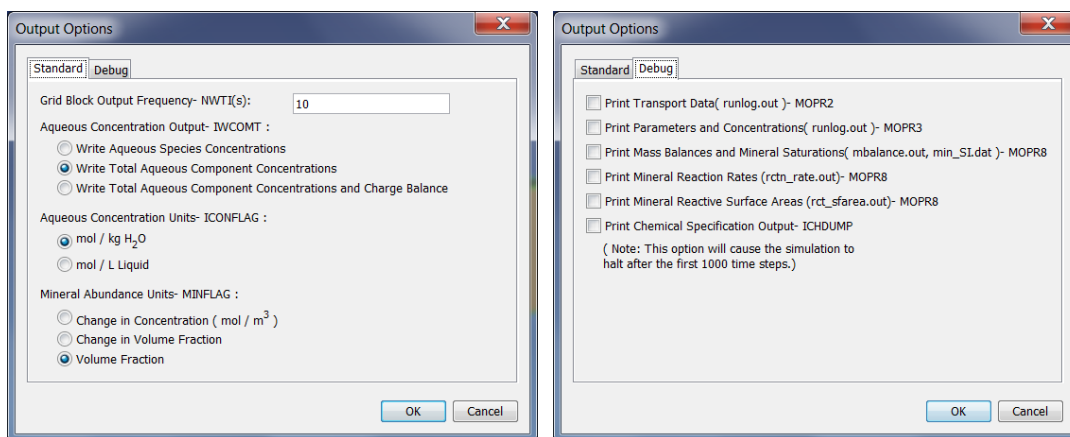 Output Options
Standard Debug
Grid Block Output Frequency- NWTI(s): 10
Aqueous Concentration Output- IWCOMT :
Write Aqueous Species Concentrations
Write Total Aqueous Component Concentrations
Write Total Aqueous Component Concentrations and Charge Balance
Aqueous Concentration Units- ICONFLAG :
mol / kg H2O
mol / L Liquid
Mineral Abundance Units- MINFLAG :
Change in Concentration ( mol / m3 )
Change in Volume Fraction
Volume Fraction
OK Cancel
Output Options
Standard Debug
Print Transport Data( runlog.out )- MOPR2
Print Parameters and Concentrations( runlog.out )- MOPR3
Print Mass Balances and Mineral Saturations( mbalance.out, min_SI.dat )- MOPR8
Print Mineral Reaction Rates (rctn_rate.out)- MOPR8
Print Mineral Reactive Surface Areas (rct_sfarea.out)- MOPR8
Print Chemical Specification Output- ICHDUMP
( Note: This option will cause the simulation to
halt after the first 1000 time steps.)
OK Cancel